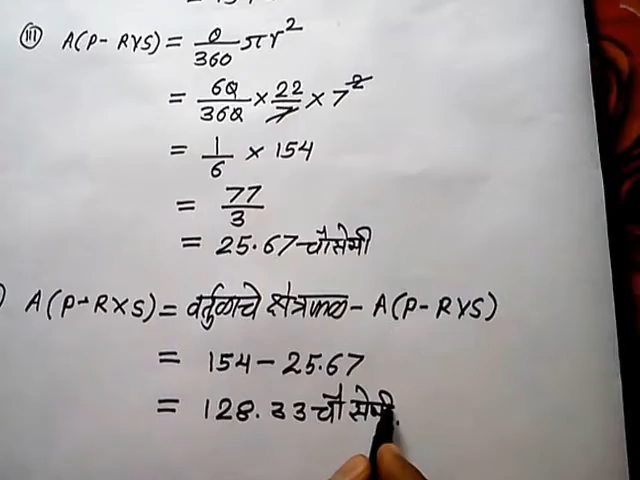 (iii) A(P- RYS) = θ/360 πr²
= 60/360 × 22/7 × 7²
= 1/6 × 154
= 77/3
= 25.67 चौसेमी
A(P-RXS) = वर्तुळाचे क्षेत्रफळ - A(P-RYS)
= 154 - 25.67
= 128.33 चौ सेमी.